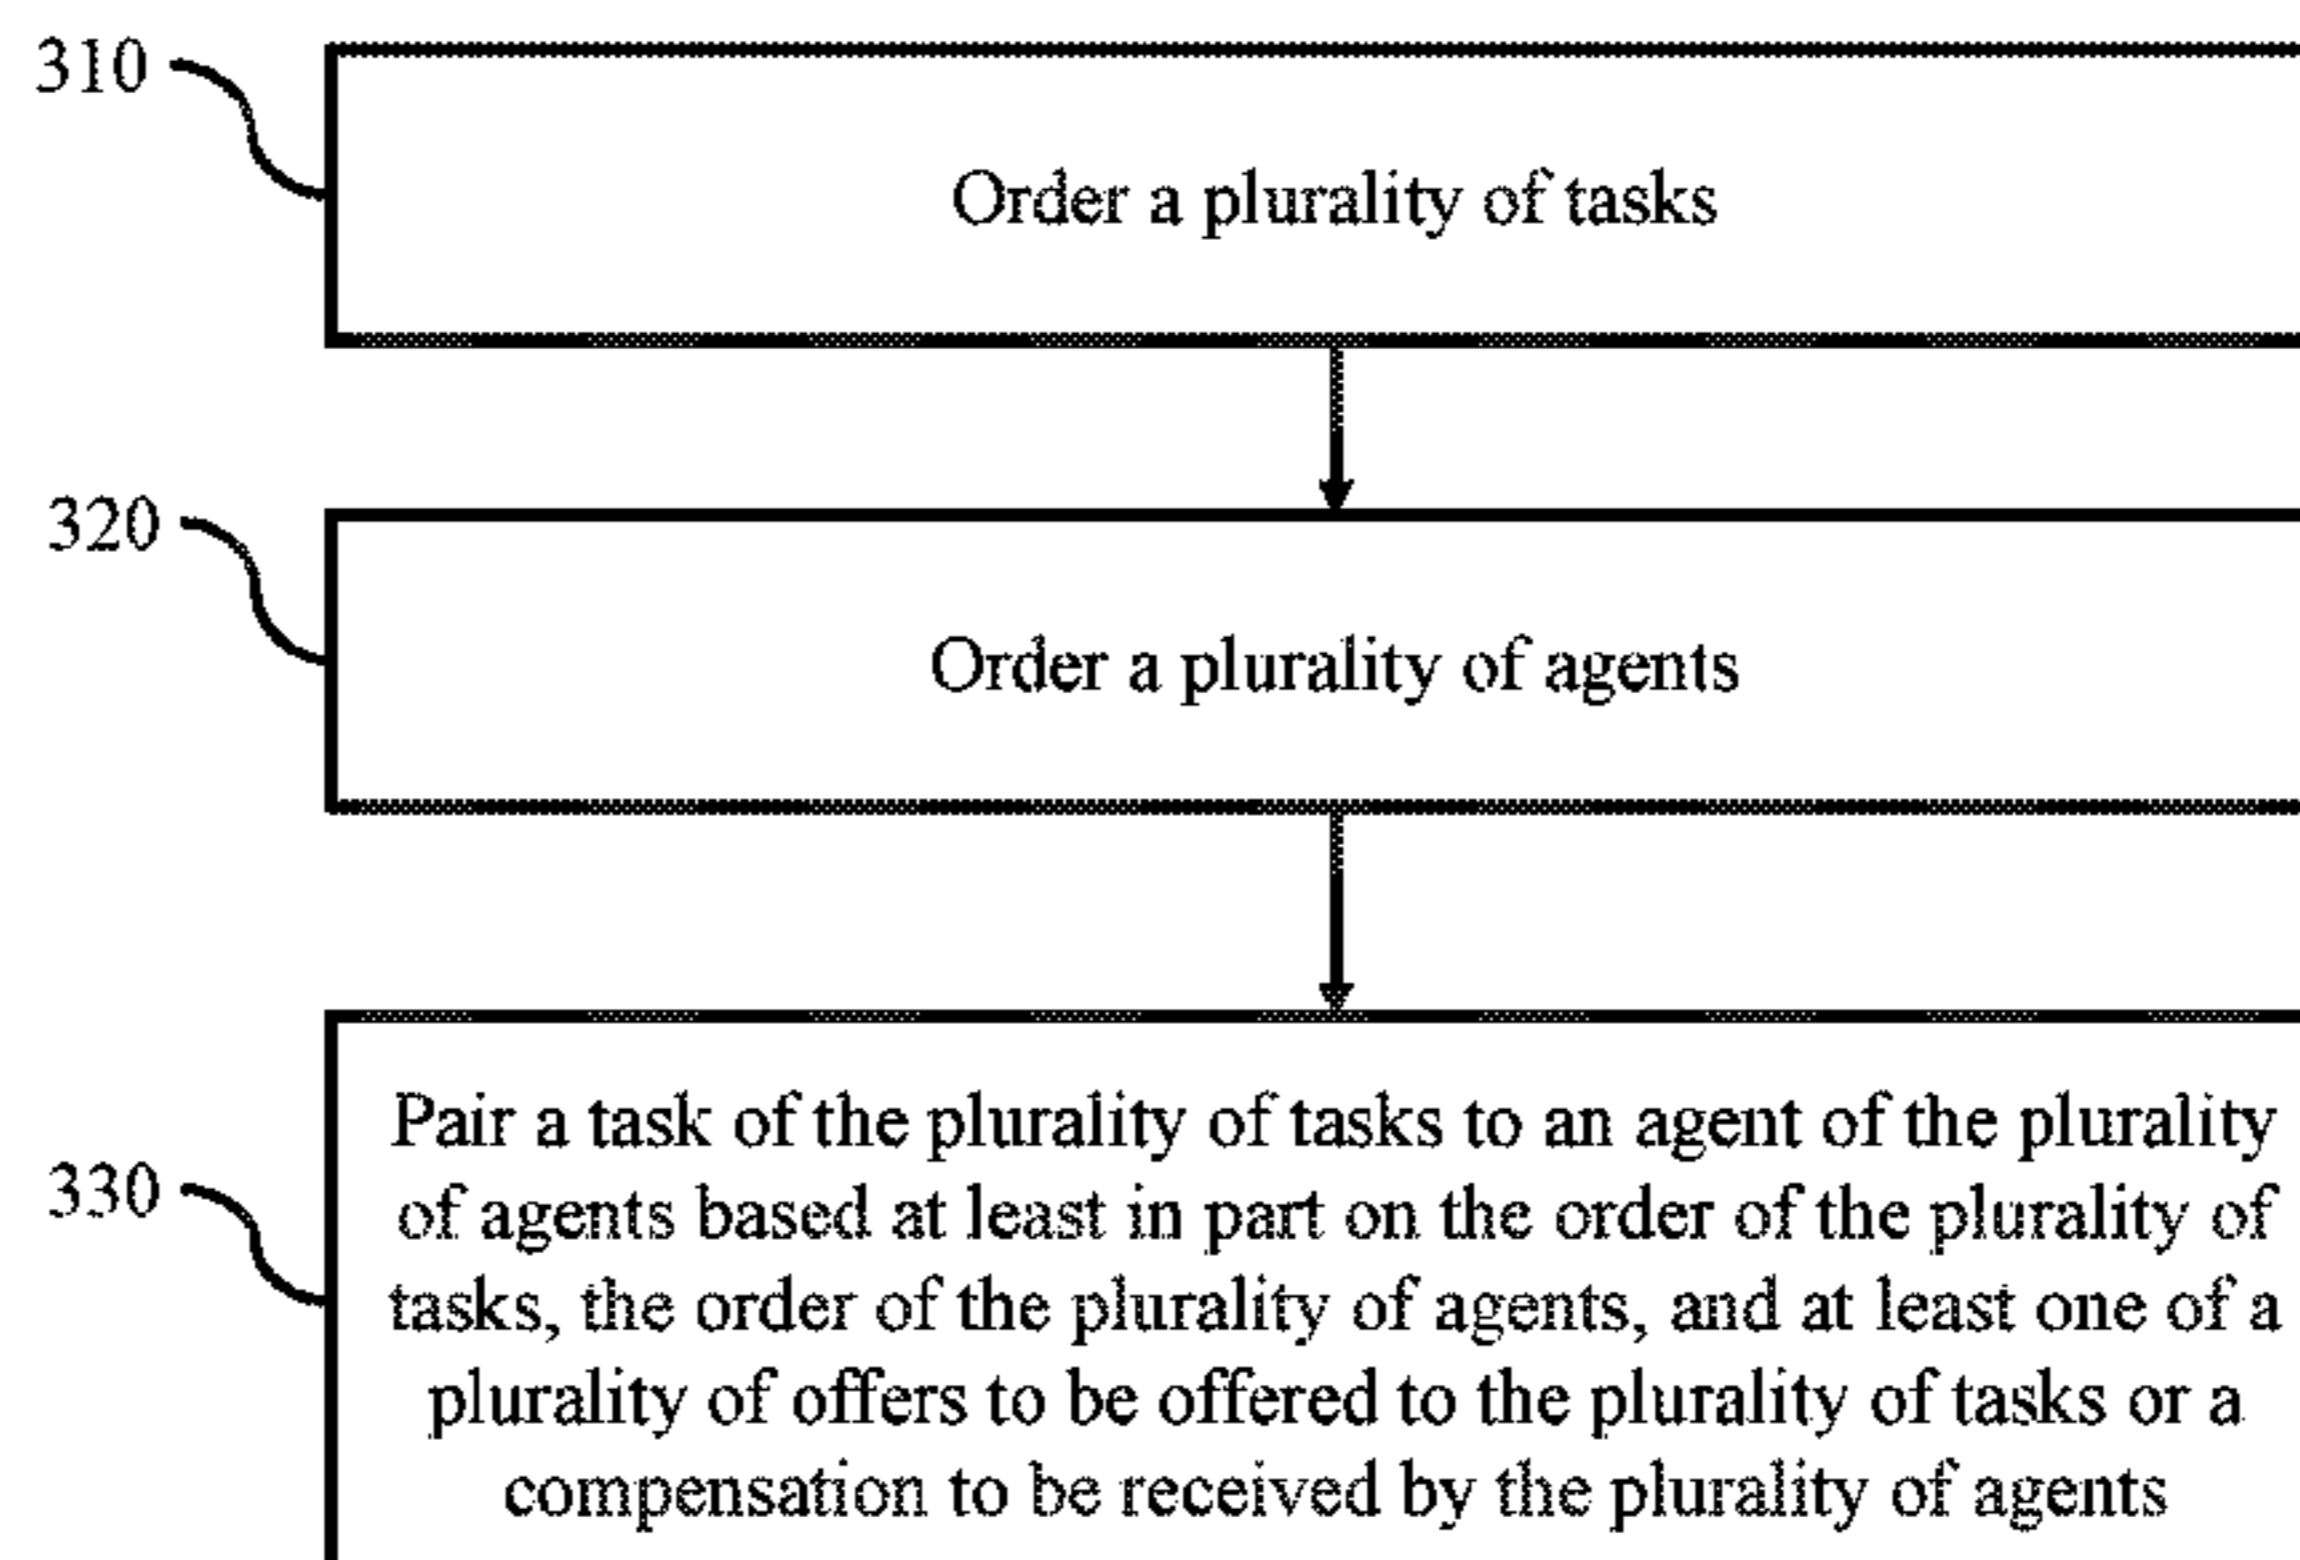 310
Order a plurality of tasks
320
Order a plurality of agents
330
Pair a task of the plurality of tasks to an agent of the plurality
of agents based at least in part on the order of the plurality of
tasks, the order of the plurality of agents, and at least one of a
plurality of offers to be offered to the plurality of tasks or a
compensation to be received by the plurality of agents